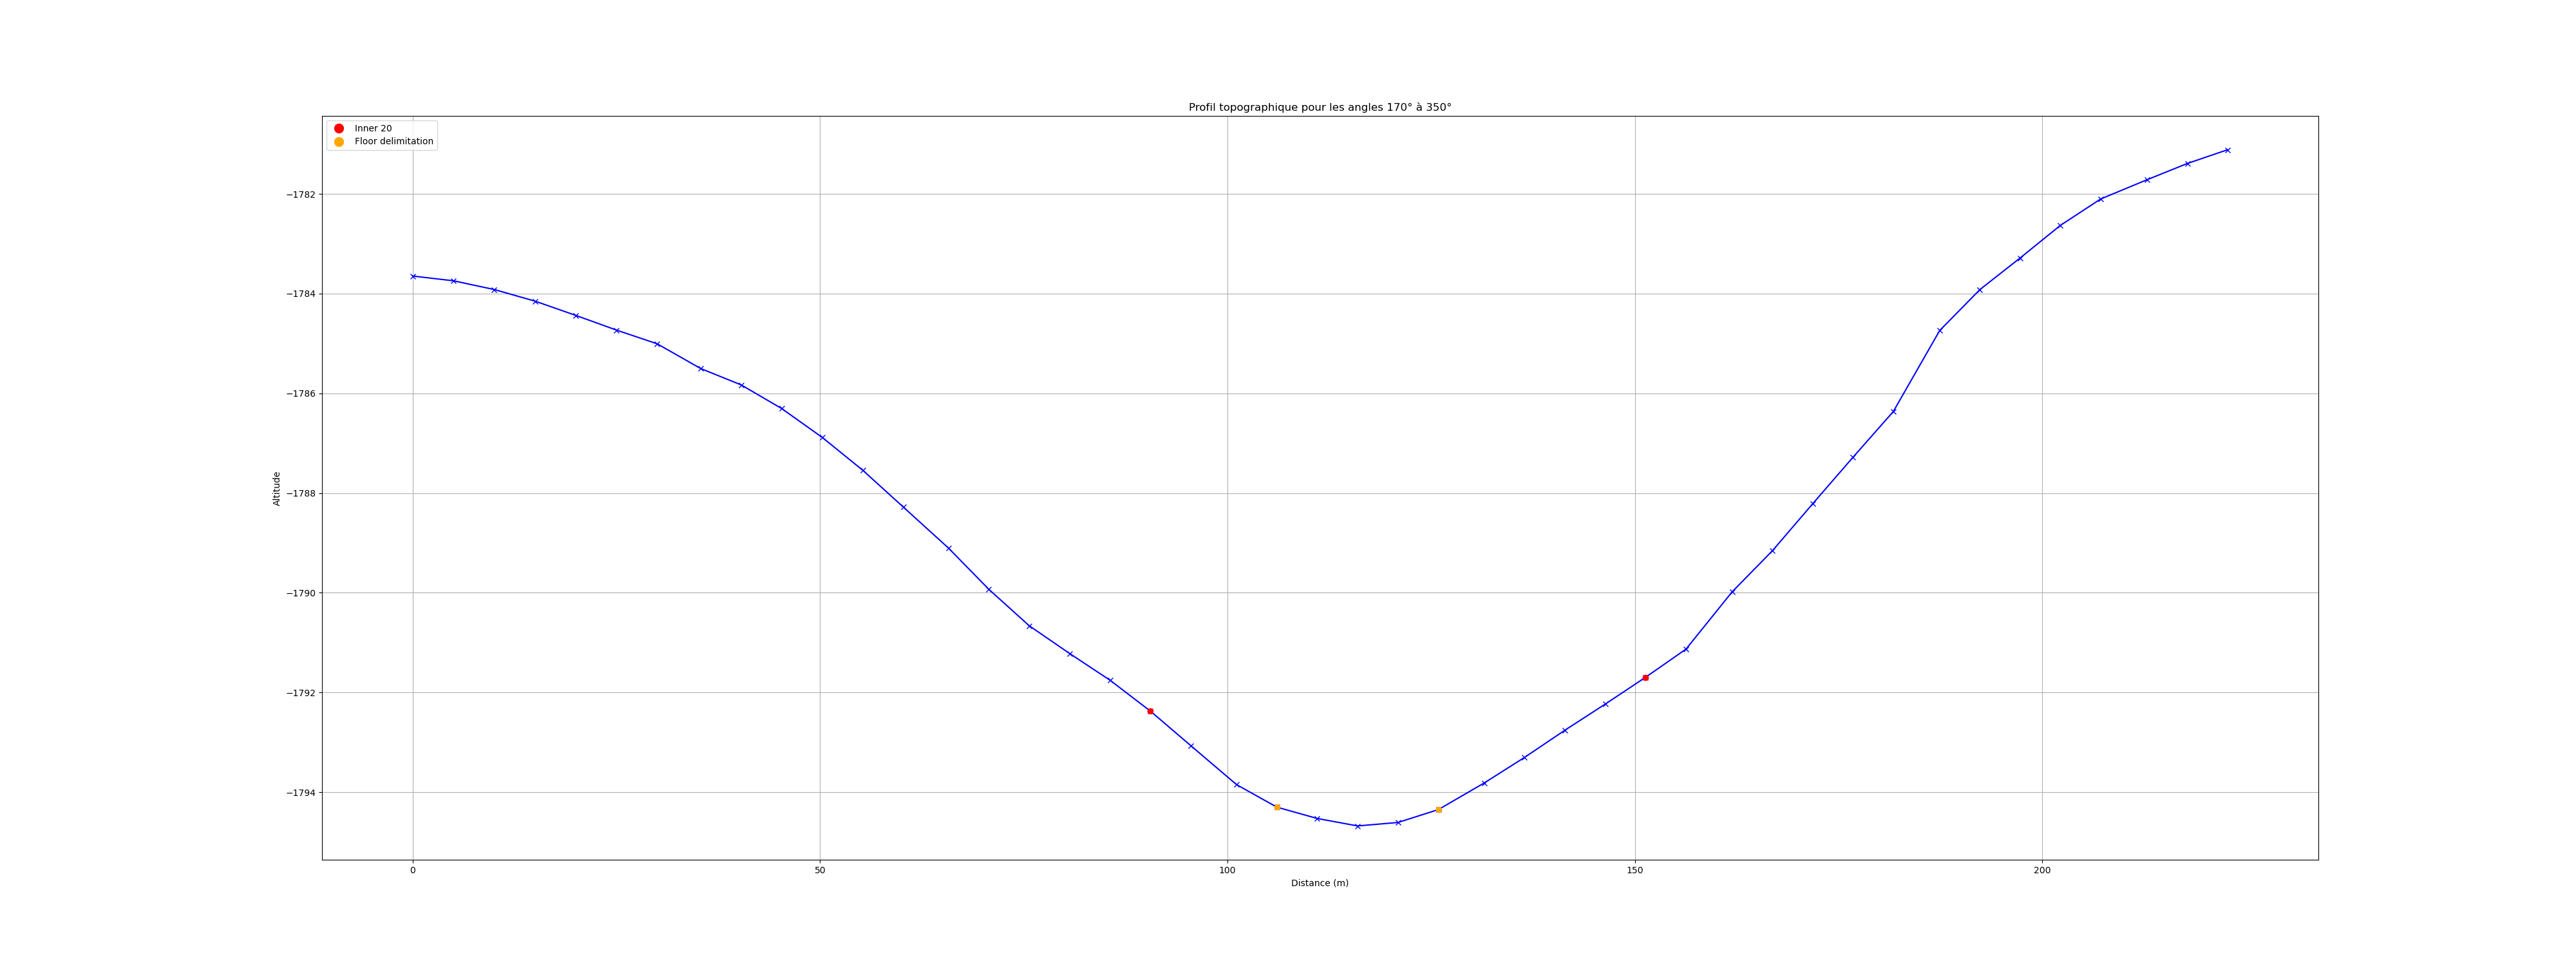 Profil topographique pour les angles 170° à 350°
Inner 20
Floor delimitation
Altitude
−1782
−1784
−1786
−1788
−1790
−1792
−1794
0 50 100 150 200
Distance (m)